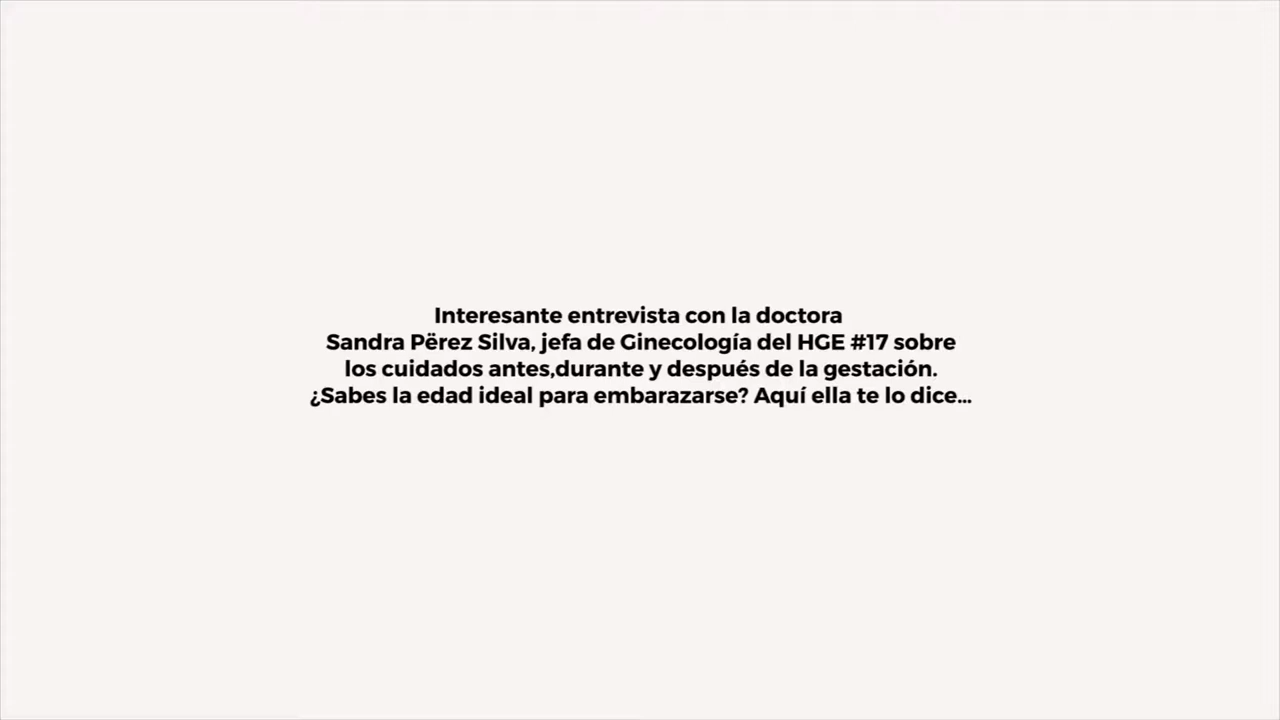 Interesante entrevista con la doctora
Sandra Përez Silva, jefa de Ginecología del HGE #17 sobre
los cuidados antes,durante y después de la gestación.
¿Sabes la edad ideal para embarazarse? Aquí ella te lo dice...